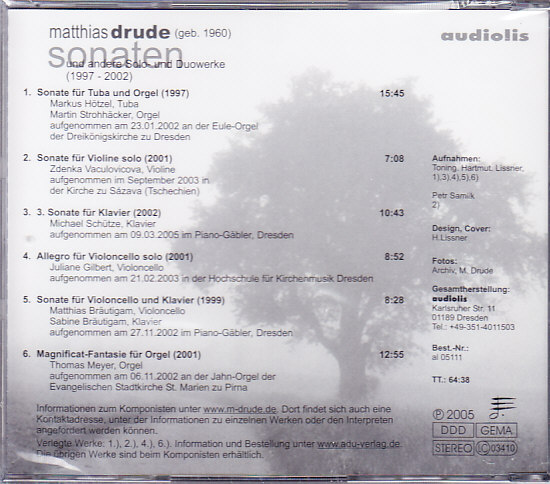 matthiasdrude (geb. 1960)
audiolis
sonaten
und andere Solo- und Duowerke
(1997 - 2002)
1. Sonate für Tuba und Orgel (1997) 15:45
Markus Hötzel, Tuba
Martin Strohhäcker, Orgel
aufgenommen am 23.01.2002 an der Eule-Orgel
der Dreikönigskirche zu Dresden
2. Sonate für Violine solo (2001) 7:08
Zdenka Vaculovicova, Violine
aufgenommen im September 2003 in
der Kirche zu Sázava (Tschechien)
3. 3. Sonate für Klavier (2002) 10:43
Michael Schütze, Klavier
aufgenommen am 09.03.2005 im Piano-Gäbler, Dresden
4. Allegro für Violoncello solo (2001) 8:52
Juliane Gilbert, Violoncello
aufgenommen am 21.02.2003 in der Hochschule für Kirchenmusik Dresden
5. Sonate für Violoncello und Klavier (1999) 8:28
Matthias Bräutigam, Violoncello
Sabine Bräutigam, Klavier
aufgenommen am 27.11.2002 im Piano-Gäbler, Dresden
6. Magnificat-Fantasie für Orgel (2001) 12:55
Thomas Meyer, Orgel
aufgenommen am 06.11.2002 an der Jahn-Orgel der
Evangelischen Stadtkirche St. Marien zu Pirna
Aufnahmen:
Toning. Hartmut. Lissner,
1),3),4),5),6)
Petr Samlik
2)
Design, Cover:
H.Lissner
Fotos:
Archiv, M. Drude
Gesamtherstellung:
audiolis
Karlsruher Str. 11
01189 Dresden
Tel.: +49-351-4011503
Best.-Nr.:
al 05111
TT.: 64:38
Informationen zum Komponisten unter www.m-drude.de. Dort findet sich auch eine
Kontaktadresse, unter der Informationen zu einzelnen Werken oder den Interpreten
angefordert werden können.
Verlegte Werke: 1.), 2.), 4.), 6.). Information und Bestellung unter www.adu-verlag.de.
Die übrigen Werke sind beim Komponisten erhältlich.
℗ 2005
DDD GEMA
STEREO LC 03410